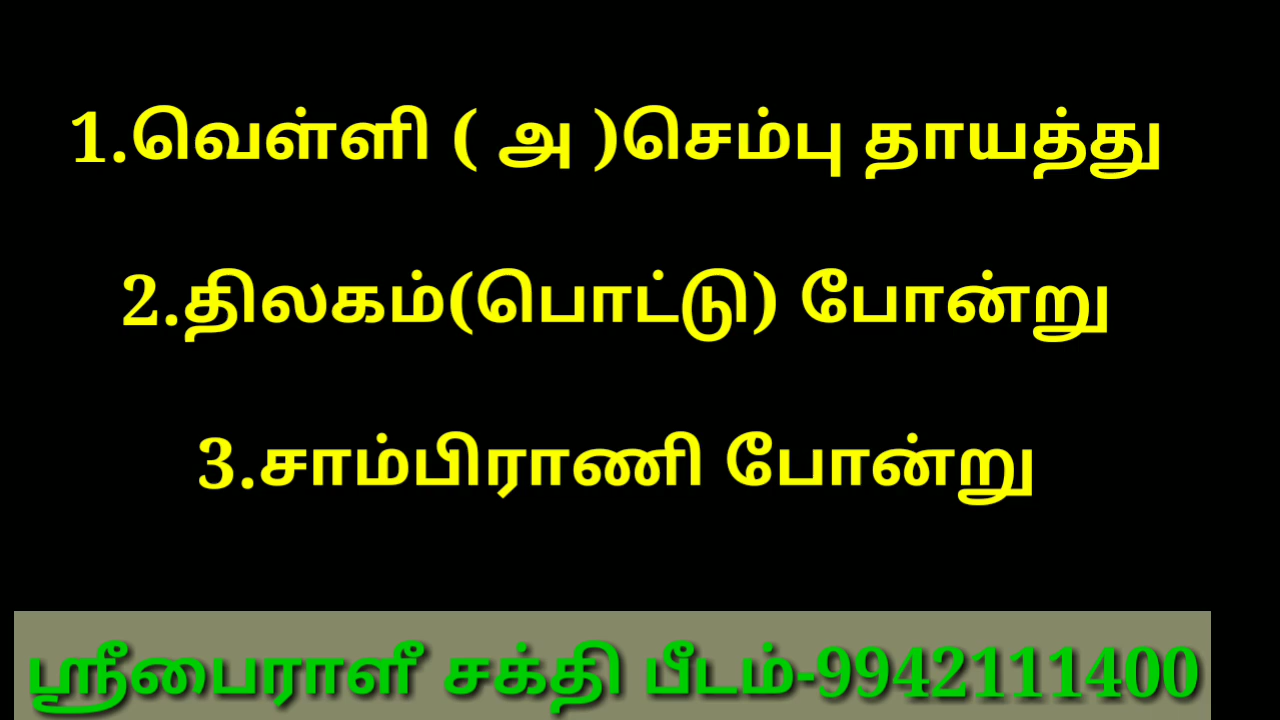 1.வெள்ளி ( அ )செம்பு தாயத்து
2.திலகம்(பொட்டு) போன்று
3.சாம்பிராணி போன்று
ஸ்ரீபைராளீ சக்தி பீடம்-9942111400